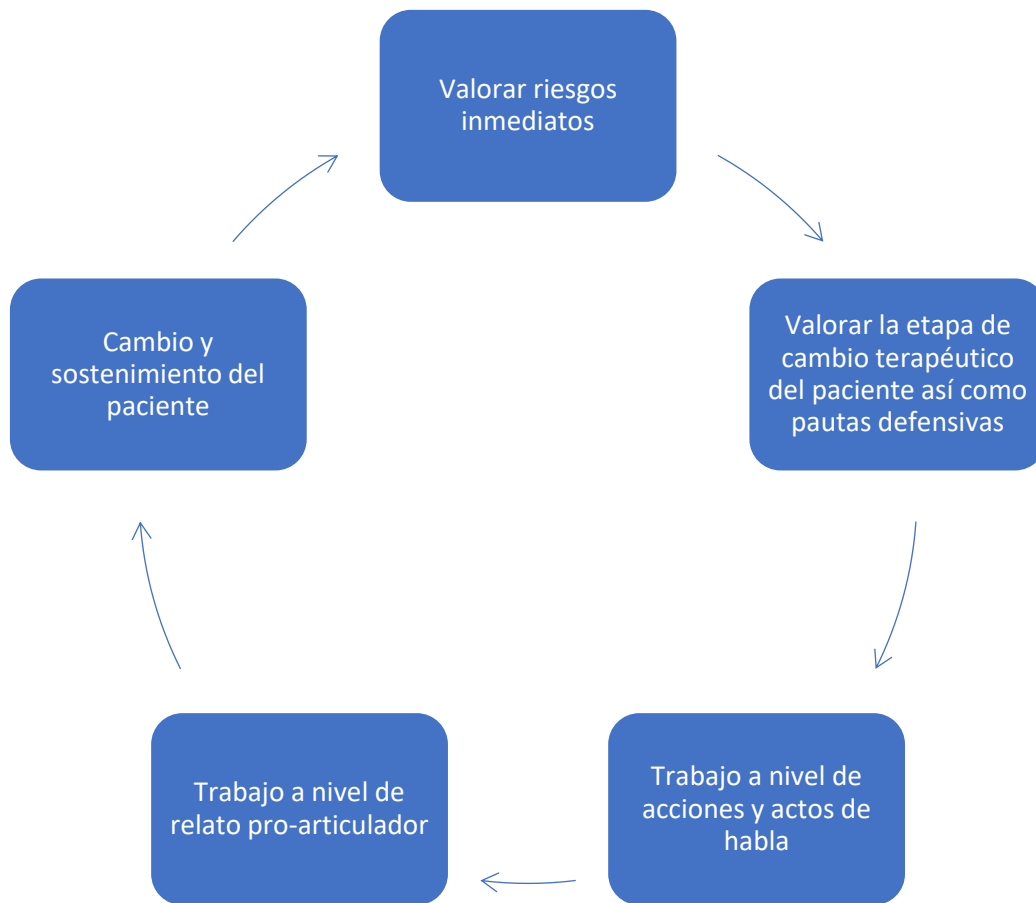 Valorar riesgos
inmediatos
Valorar la etapa de
cambio terapéutico
del paciente así como
pautas defensivas
Trabajo a nivel de
acciones y actos de
habla
Trabajo a nivel de
relato pro-articulador
Cambio y
sostenimiento del
paciente